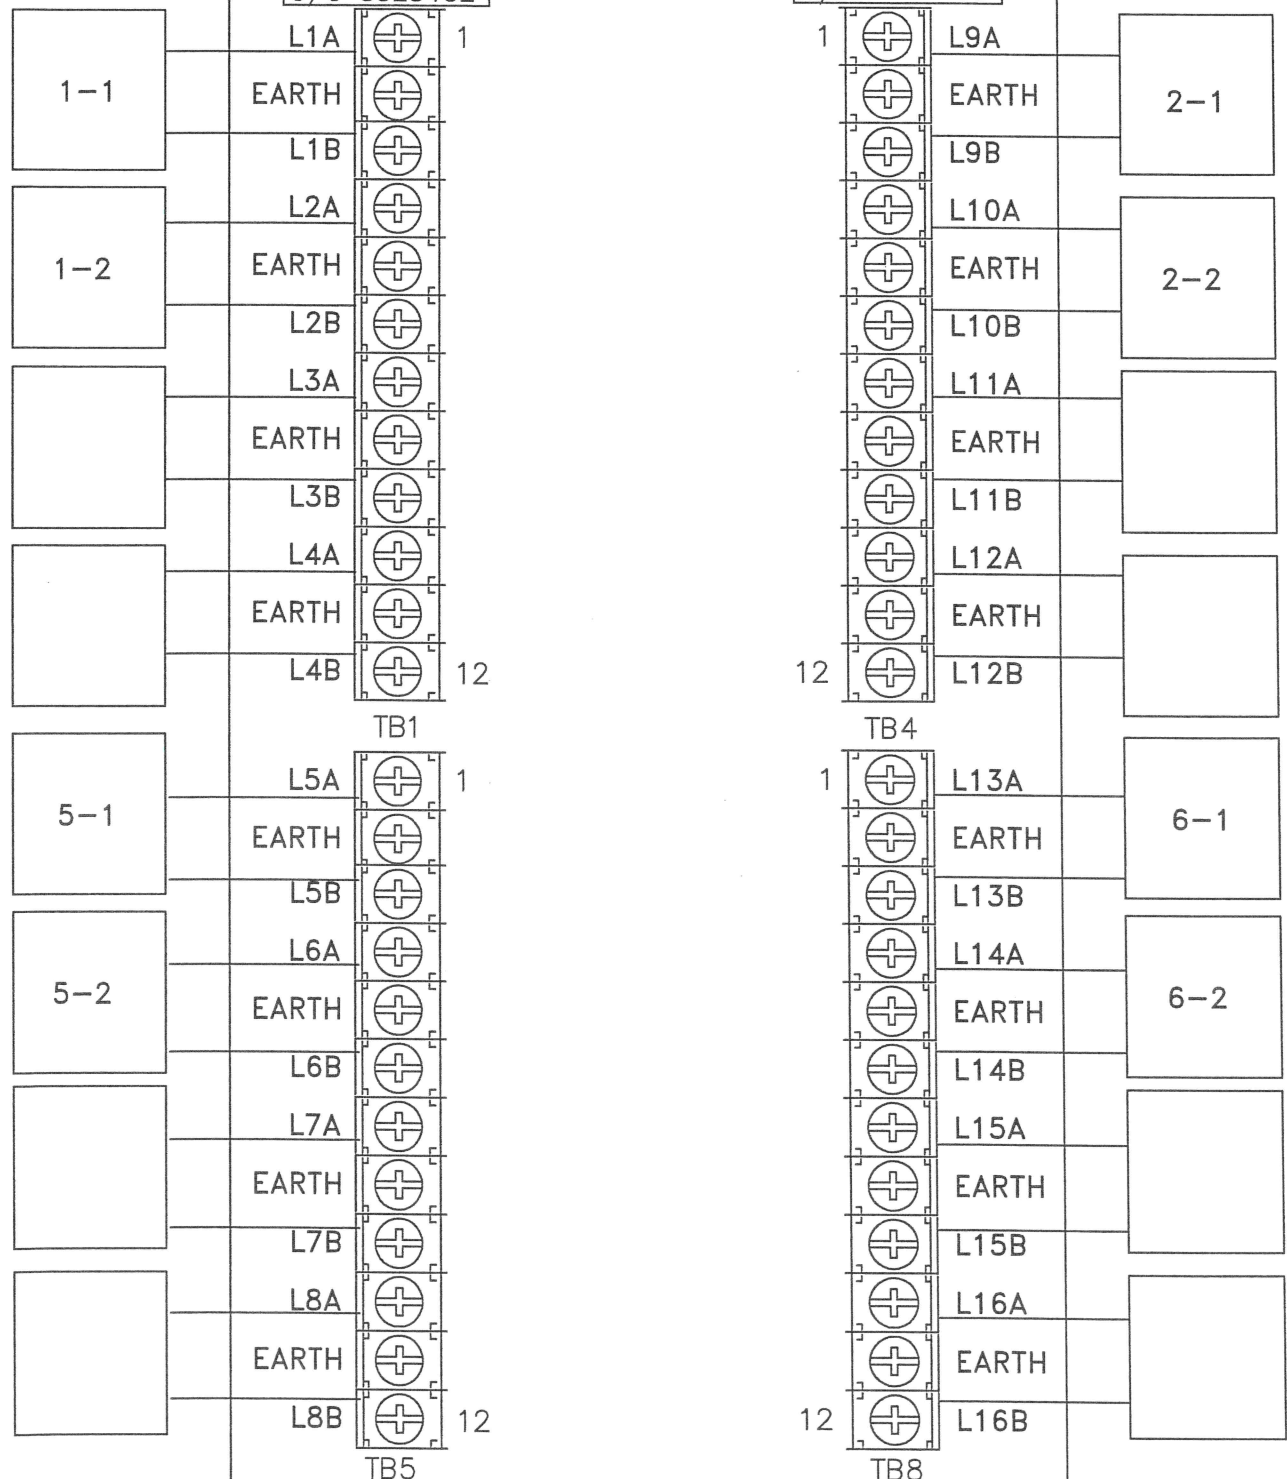 L1A 1
1-1
EARTH
L1B
L2A
1-2
EARTH
L2B
L3A
EARTH
L3B
L4A
EARTH
L4B 12
TB1
L5A 1
5-1
EARTH
L5B
L6A
5-2
EARTH
L6B
L7A
EARTH
L7B
L8A
EARTH
L8B 12
TB5
1 L9A
EARTH
2-1
L9B
L10A
EARTH
2-2
L10B
L11A
EARTH
L11B
L12A
EARTH
12 L12B
TB4
1 L13A
6-1
EARTH
L13B
L14A
6-2
EARTH
L14B
L15A
EARTH
L15B
L16A
EARTH
12 L16B
TB8